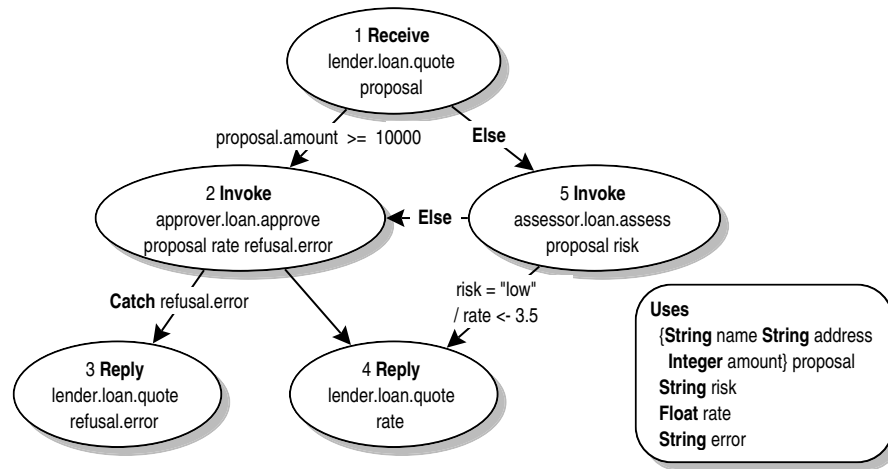 1 Receive
lender.loan.quote
proposal
proposal.amount >= 10000
Else
2 Invoke
approver.loan.approve
proposal rate refusal.error
Else
5 Invoke
assessor.loan.assess
proposal risk
Catch refusal.error
risk = "low"
/ rate <- 3.5
3 Reply
lender.loan.quote
refusal.error
4 Reply
lender.loan.quote
rate
Uses
{String name String address
Integer amount} proposal
String risk
Float rate
String error